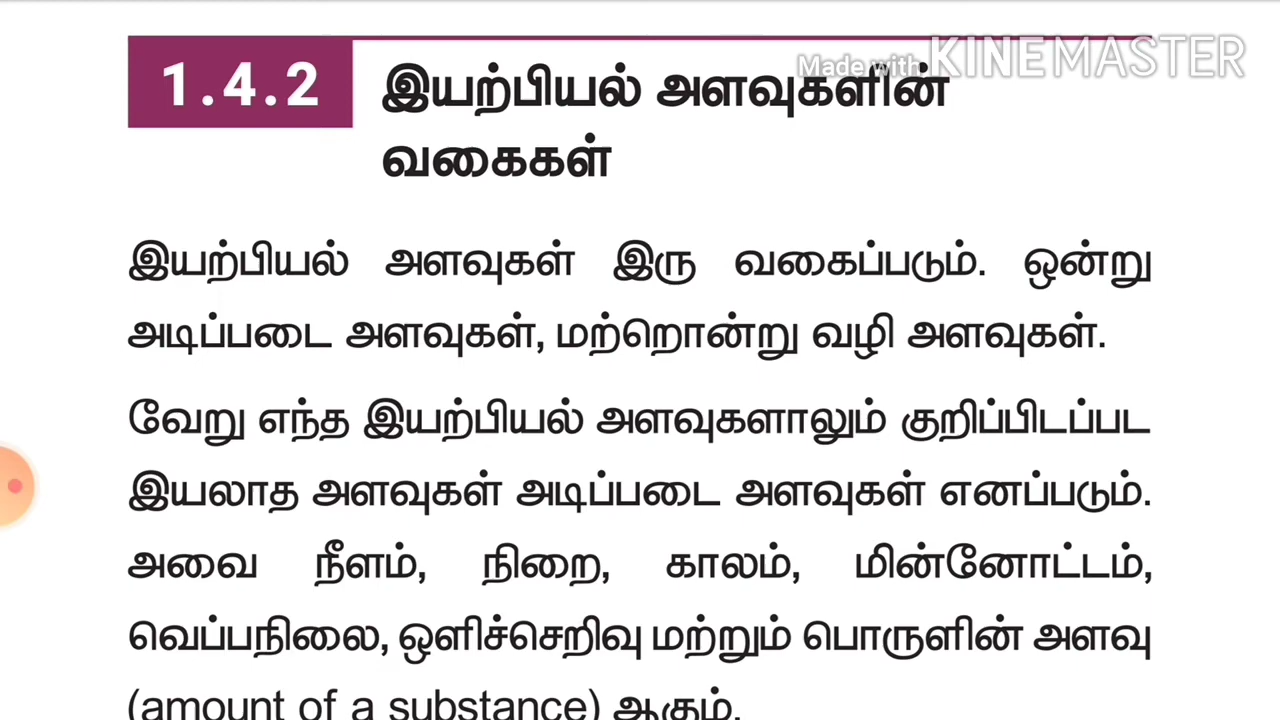 Made with KINEMASTER
1.4.2 இயற்பியல் அளவுகளின்
வகைகள்
இயற்பியல் அளவுகள் இரு வகைப்படும். ஒன்று
அடிப்படை அளவுகள், மற்றொன்று வழி அளவுகள்.
வேறு எந்த இயற்பியல் அளவுகளாலும் குறிப்பிடப்பட
இயலாத அளவுகள் அடிப்படை அளவுகள் எனப்படும்.
அவை நீளம், நிறை, காலம், மின்னோட்டம்,
வெப்பநிலை, ஒளிச்செறிவு மற்றும் பொருளின் அளவு
(amount of a substance) ஆகும்.